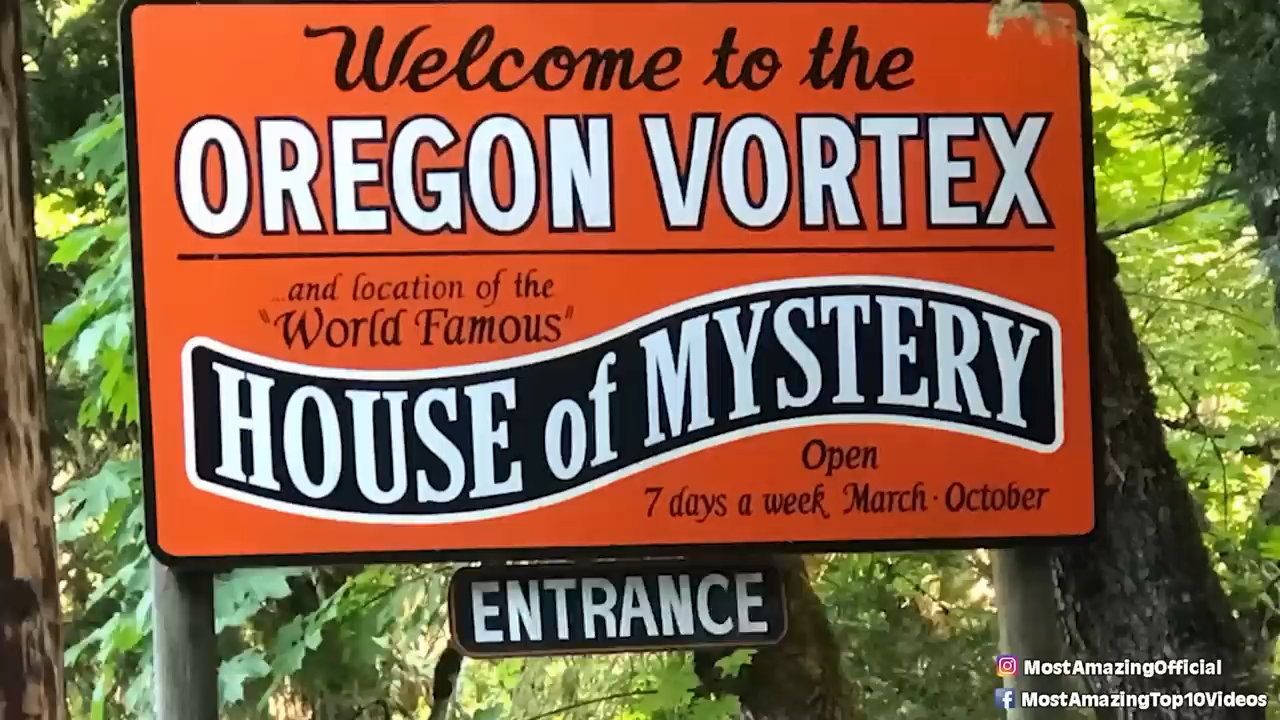 Welcome to the
OREGON VORTEX
...and location of the
"World Famous"
HOUSE of MYSTERY
Open
7 days a week, March · October
ENTRANCE
MostAmazingOfficial
MostAmazingTop10Videos